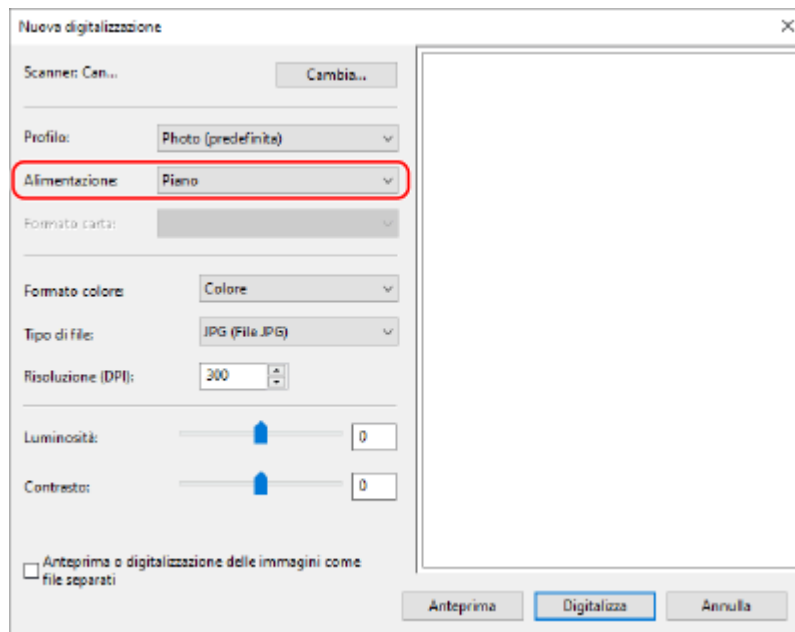 Nuova digitalizzazione
Scanner: Can... Cambia...
Profilo: Photo (predefinita)
Alimentazione: Piano
Formato carta:
Formato colore: Colore
Tipo di file: JPG (File JPG)
Risoluzione (DPI): 300
Luminosità: 0
Contrasto: 0
Anteprima o digitalizzazione delle immagini come
file separati
Anteprima Digitalizza Annulla